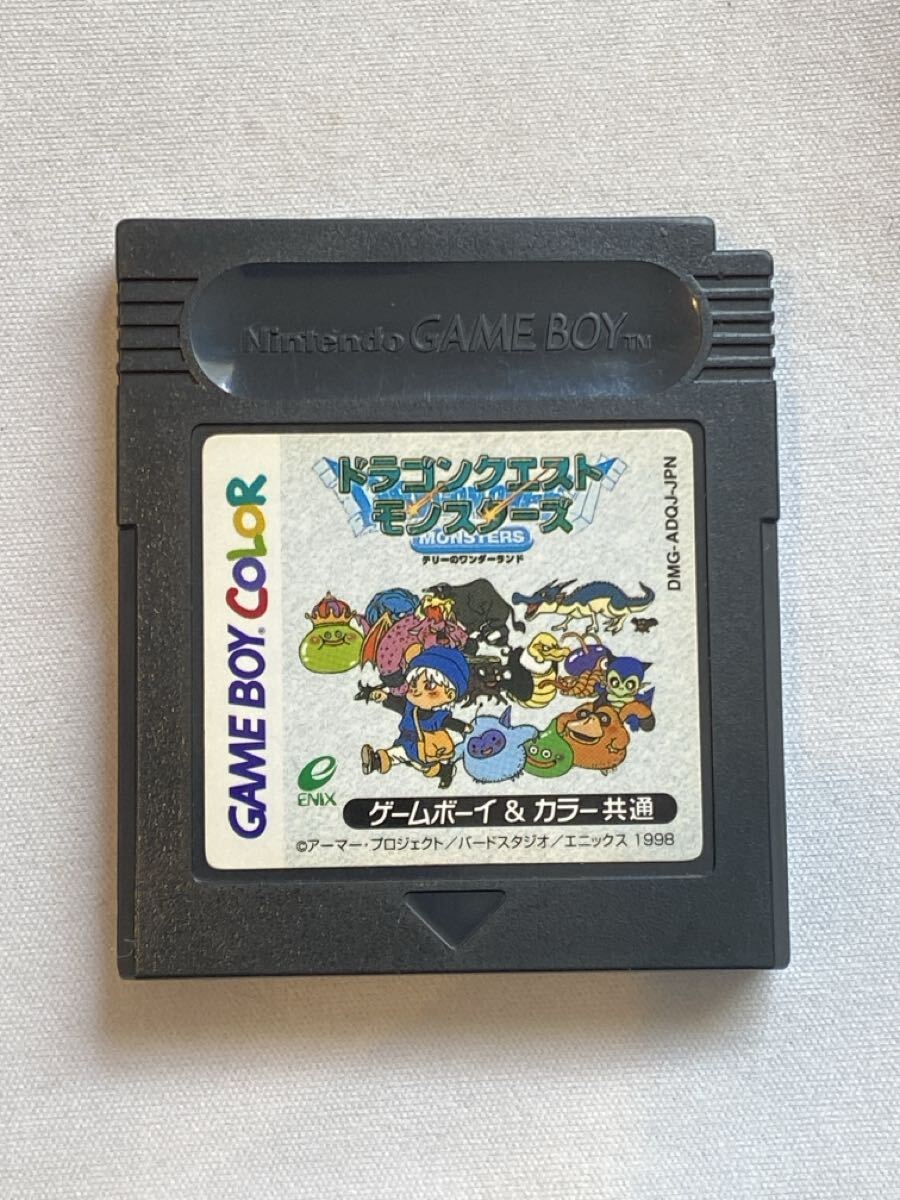 Nintendo GAME BOY TM
GAME BOY COLOR
ドラゴンクエスト
モンスターズ
MONSTERS
テリーのワンダーランド
DMG-ADQJ-JPN
ENIX
ゲームボーイ & カラー共通
©アーマー・プロジェクト/バードスタジオ/エニックス 1998